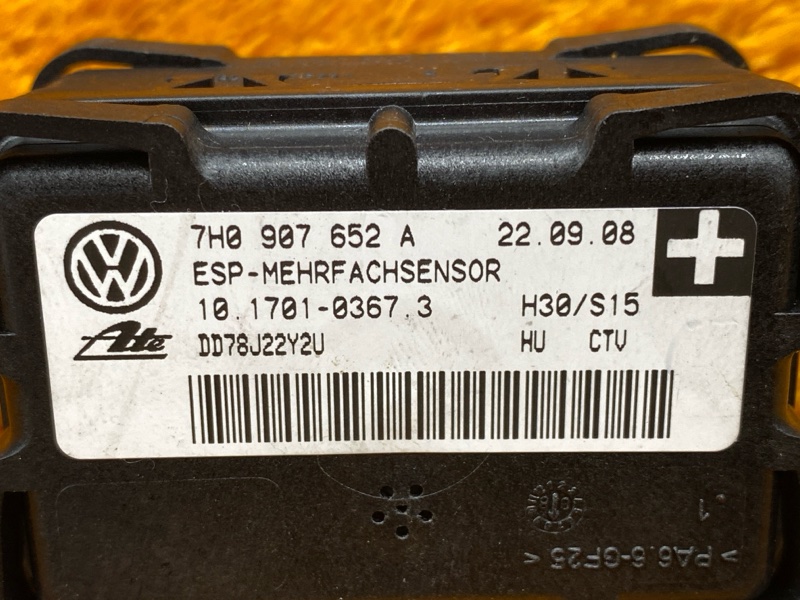 7H0 907 652 A 22.09.08
ESP-MEHRFACHSENSOR
10.1701-0367.3 H30/S15
Ate DD78J22Y2U HU CTV
.1
>PA6.6-GF25<